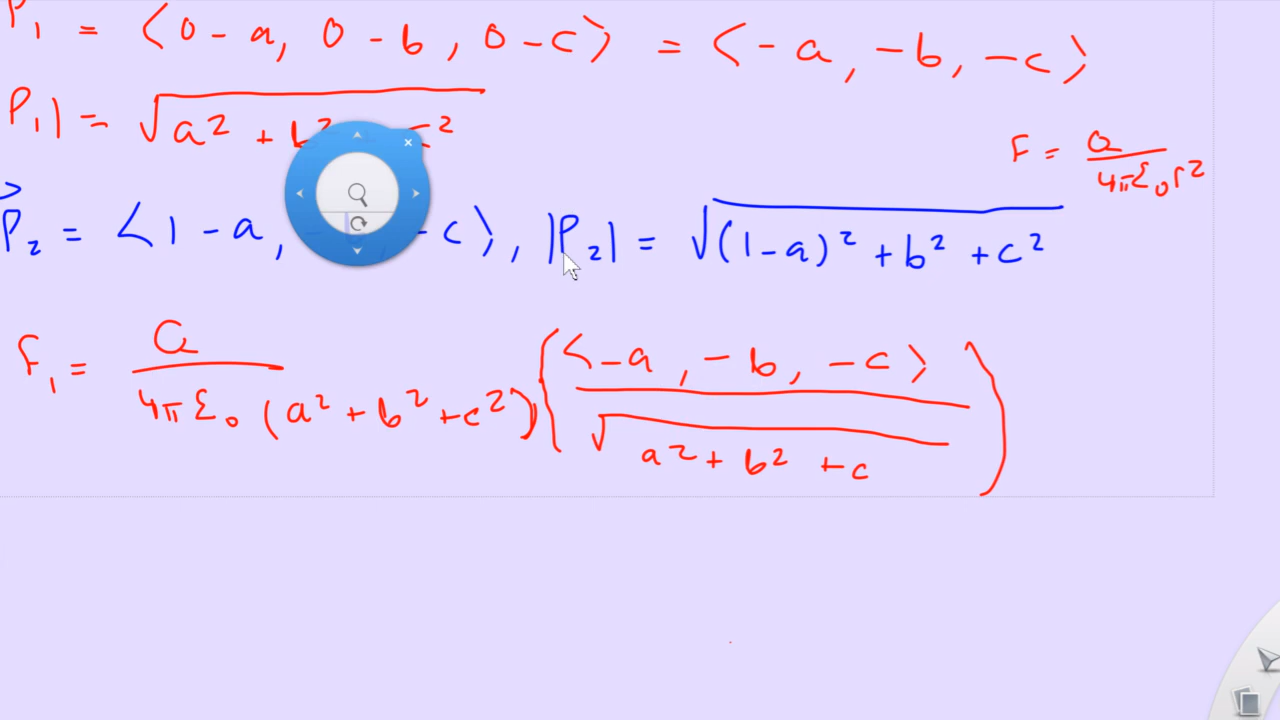 P₁ = ⟨0 - a, 0 - b, 0 - c⟩ = ⟨-a, -b, -c⟩
P₁| = √a² + b² c²
F = Q / 4πε₀r²
P₂ = ⟨1 - a, - c⟩, |P₂| = √(1-a)² + b² + c²
F₁ = Q / 4πε₀ (a² + b² + c²) (⟨-a, -b, -c⟩ / √a² + b² + c)